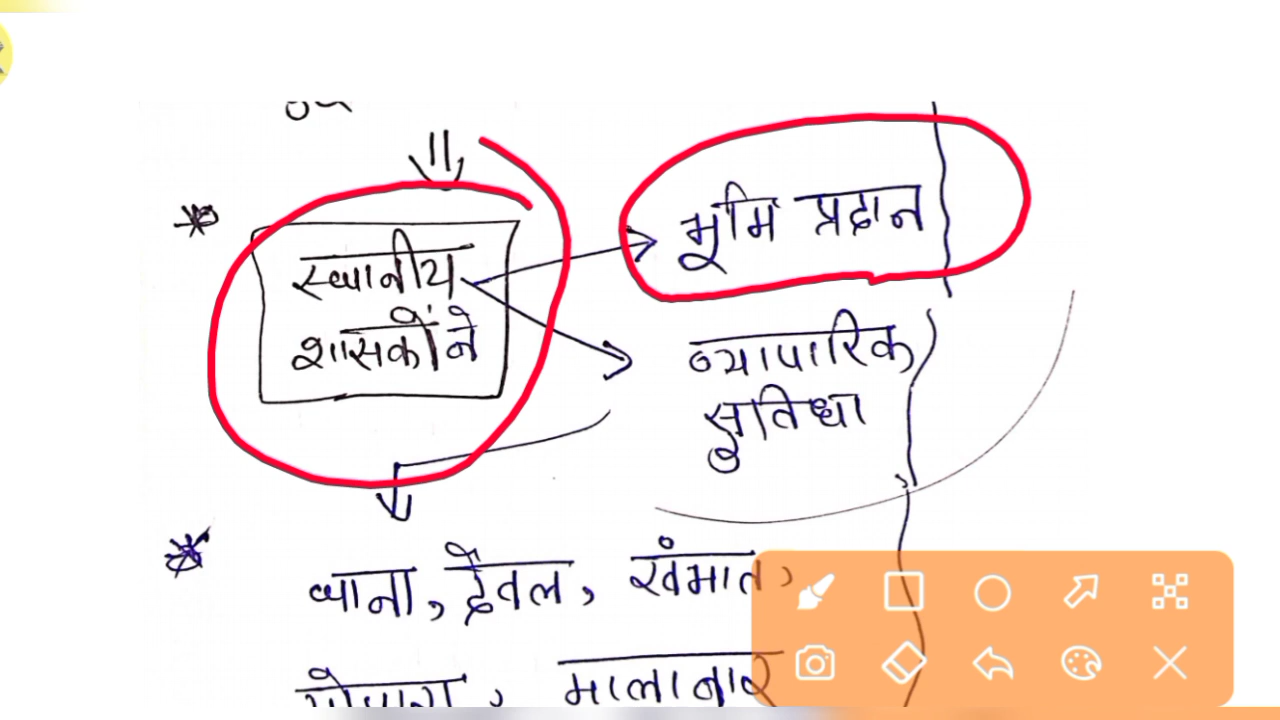 स्थानीय
शासकों ने
भूमि प्रदान
व्यापारिक
सुविधा
थाना, देवल, खंभात,
मालाबार